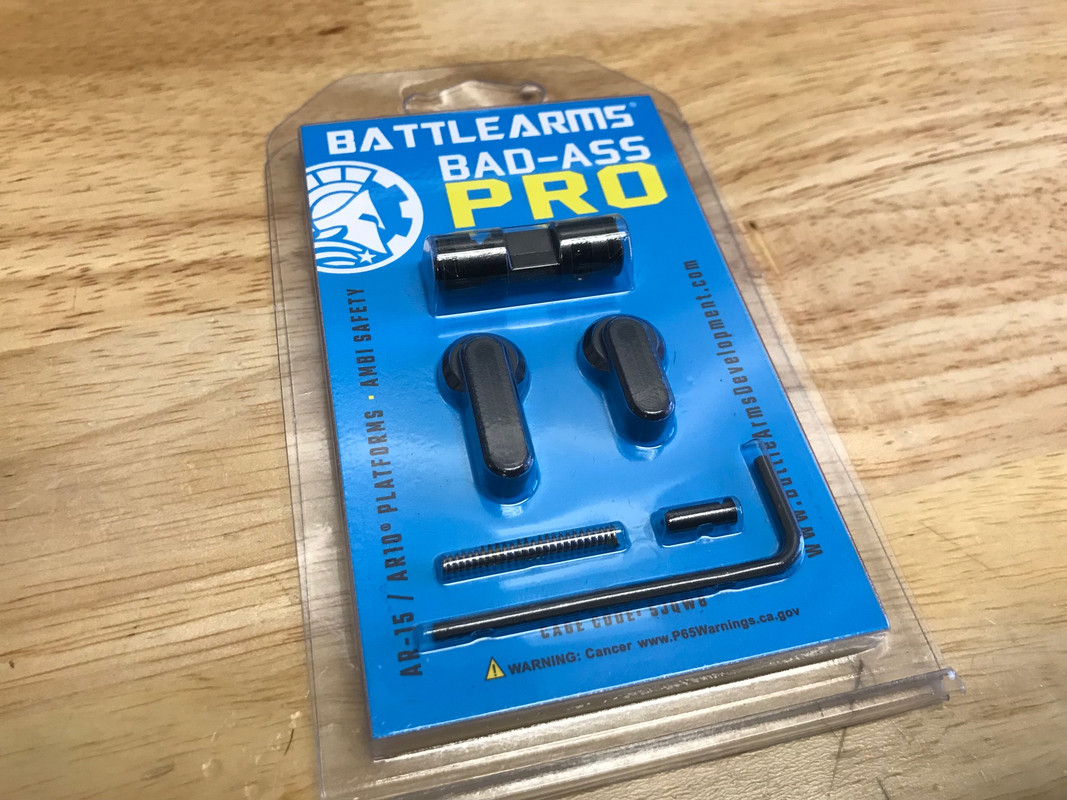 BATTLEARMS®
BAD-ASS
PRO
AR-15 / AR10® PLATFORMS · AMBI SAFETY
www.BattleArmsDevelopment.com
CAGE CODE: 5JQW0
⚠ WARNING: Cancer www.P65Warnings.ca.gov